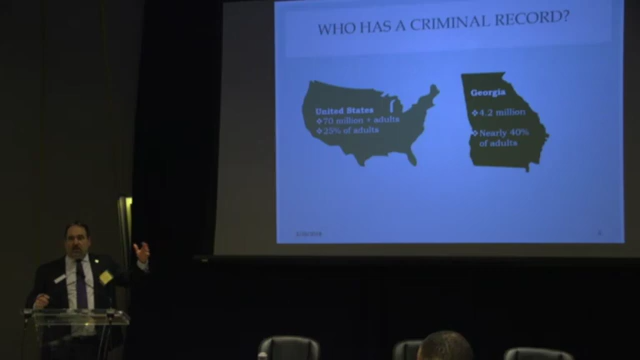 WHO HAS A CRIMINAL RECORD?
United States
❖70 million + adults
❖25% of adults
Georgia
❖4.2 million
❖Nearly 40%
of adults